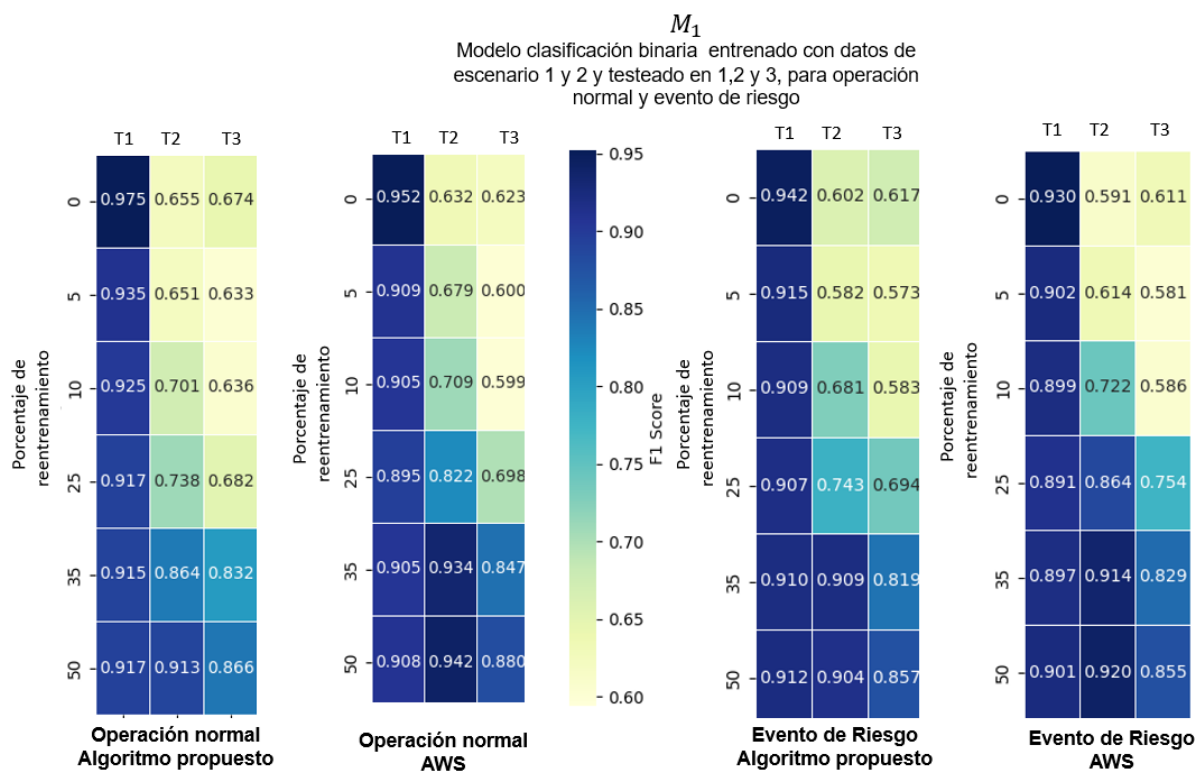 M₁
Modelo clasificación binaria entrenado con datos de
escenario 1 y 2 y testeado en 1,2 y 3, para operación
normal y evento de riesgo
T1 T2 T3
0 0.975 0.655 0.674
5 0.935 0.651 0.633
10 0.925 0.701 0.636
25 0.917 0.738 0.682
35 0.915 0.864 0.832
50 0.917 0.913 0.866
Porcentaje de
reentrenamiento
Operación normal
Algoritmo propuesto
T1 T2 T3
0 0.952 0.632 0.623
5 0.909 0.679 0.600
10 0.905 0.709 0.599
25 0.895 0.822 0.698
35 0.905 0.934 0.847
50 0.908 0.942 0.880
Porcentaje de
reentrenamiento
Operación normal
AWS
0.95
0.90
0.85
0.80
0.75
0.70
0.65
0.60
F1 Score
T1 T2 T3
0 0.942 0.602 0.617
5 0.915 0.582 0.573
10 0.909 0.681 0.583
25 0.907 0.743 0.694
35 0.910 0.909 0.819
50 0.912 0.904 0.857
Porcentaje de
reentrenamiento
Evento de Riesgo
Algoritmo propuesto
T1 T2 T3
0 0.930 0.591 0.611
5 0.902 0.614 0.581
10 0.899 0.722 0.586
25 0.891 0.864 0.754
35 0.897 0.914 0.829
50 0.901 0.920 0.855
Porcentaje de
reentrenamiento
Evento de Riesgo
AWS